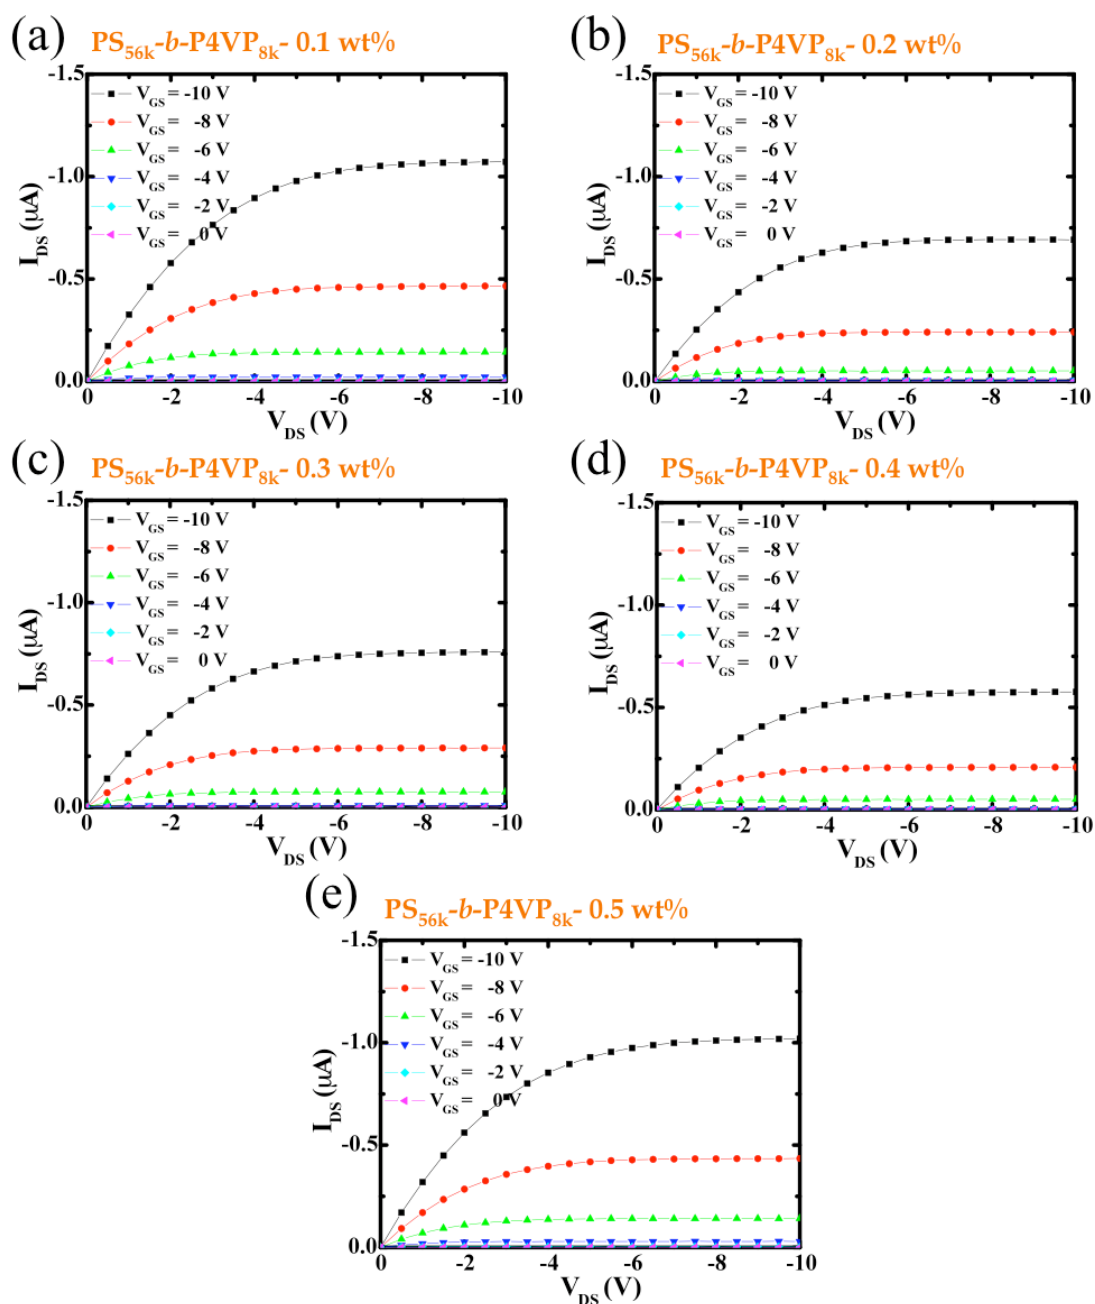 (a)
PS56k-b-P4VP8k- 0.1 wt%
-1.5
-1.0
-0.5
0.0
IDS (μA)
VGS = -10 V
VGS = -8 V
VGS = -6 V
VGS = -4 V
VGS = -2 V
VGS = 0 V
0 -2 -4 -6 -8 -10
VDS (V)
(b)
PS56k-b-P4VP8k- 0.2 wt%
-1.5
-1.0
-0.5
0.0
IDS (μA)
VGS = -10 V
VGS = -8 V
VGS = -6 V
VGS = -4 V
VGS = -2 V
VGS = 0 V
0 -2 -4 -6 -8 -10
VDS (V)
(c)
PS56k-b-P4VP8k- 0.3 wt%
-1.5
-1.0
-0.5
0.0
IDS (μA)
VGS = -10 V
VGS = -8 V
VGS = -6 V
VGS = -4 V
VGS = -2 V
VGS = 0 V
0 -2 -4 -6 -8 -10
VDS (V)
(d)
PS56k-b-P4VP8k- 0.4 wt%
-1.5
-1.0
-0.5
0.0
IDS (μA)
VGS = -10 V
VGS = -8 V
VGS = -6 V
VGS = -4 V
VGS = -2 V
VGS = 0 V
0 -2 -4 -6 -8 -10
VDS (V)
(e)
PS56k-b-P4VP8k- 0.5 wt%
-1.5
-1.0
-0.5
0.0
IDS (μA)
VGS = -10 V
VGS = -8 V
VGS = -6 V
VGS = -4 V
VGS = -2 V
VGS = 0 V
0 -2 -4 -6 -8 -10
VDS (V)